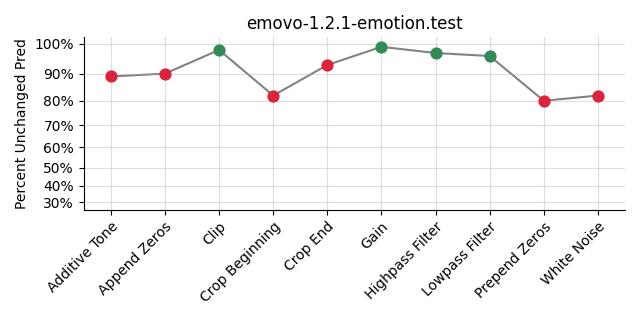 emovo-1.2.1-emotion.test
Percent Unchanged Pred
100%
90%
80%
70%
60%
50%
40%
30%
Additive Tone
Append Zeros
Clip
Crop Beginning
Crop End
Gain
Highpass Filter
Lowpass Filter
Prepend Zeros
White Noise